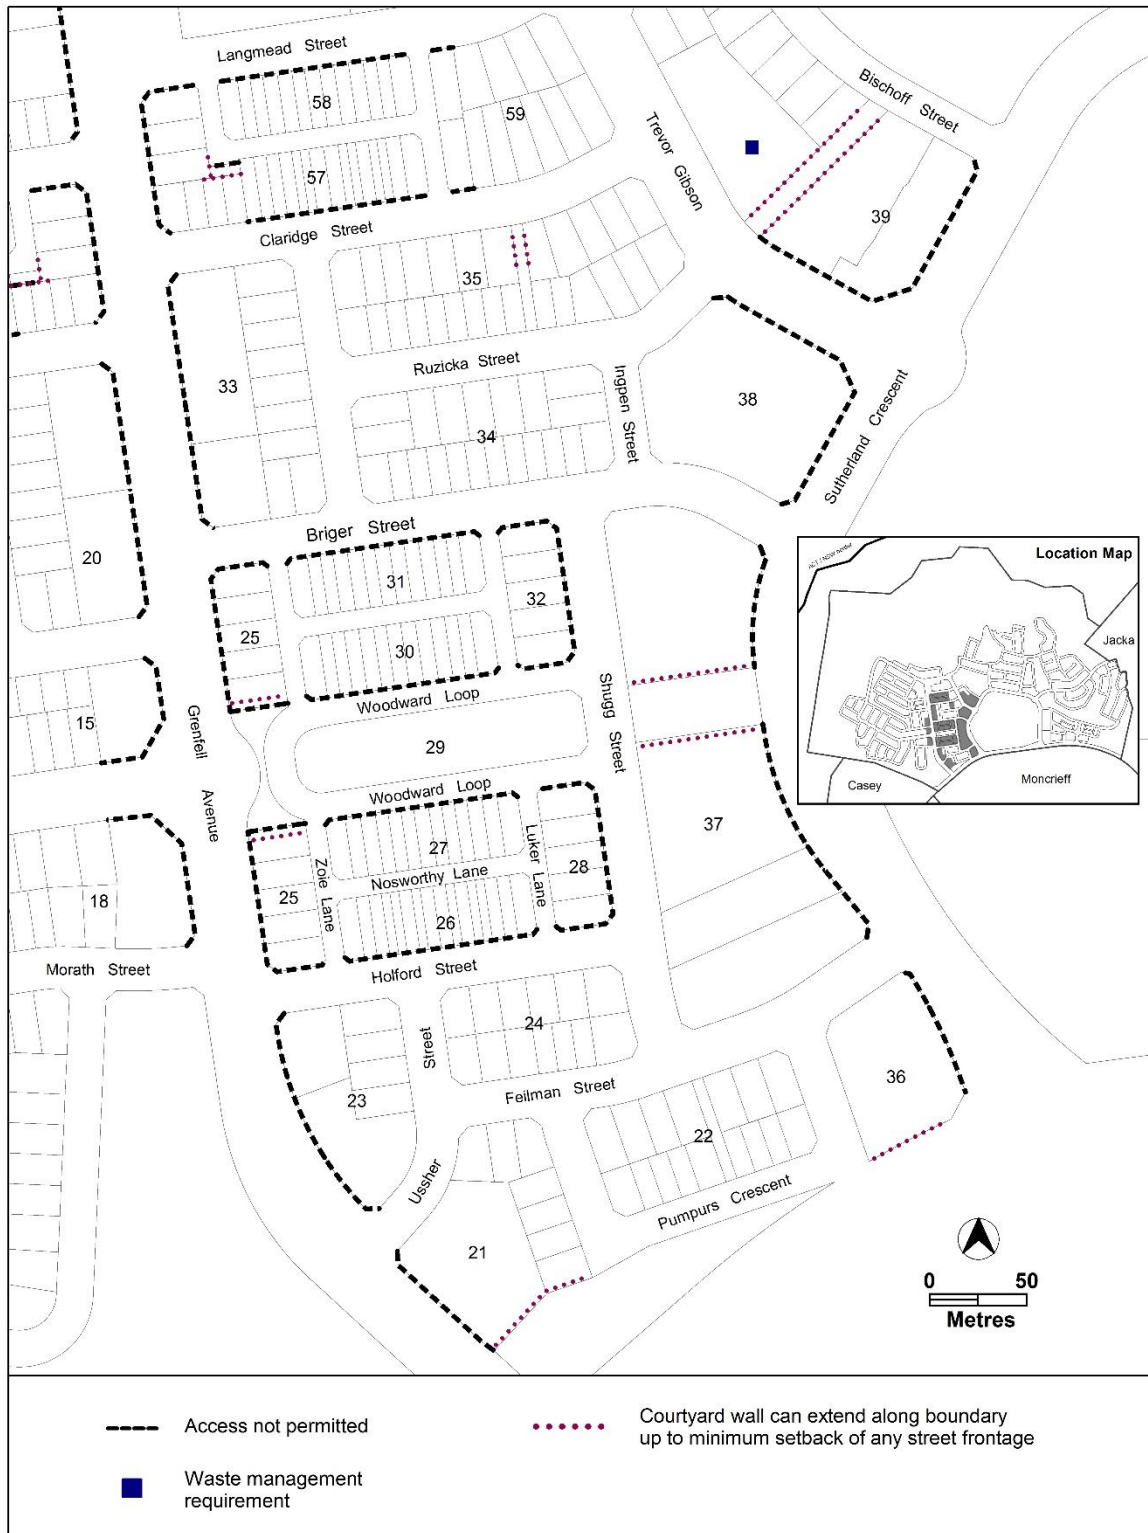 Langmead Street
Bischoff Street
58
59
Trevor Gibson
57
39
Claridge Street
35
Ruzicka Street
Ingpen Street
33
38
34
Sutherland Crescent
Briger Street
20
31
32
25
30
Location Map
ACT / NSW Border
Jacka
Casey
Moncrieff
Woodward Loop
15
Grenfell
Avenue
29
Shugg Street
Woodward Loop
37
27
Luker Lane
28
Nosworthy Lane
Zoie Lane
25
26
18
Morath Street
Holford Street
24
Street
Feilman Street
36
23
22
Ussher
Pumpurs Crescent
21
0 50
Metres
Access not permitted
Courtyard wall can extend along boundary
up to minimum setback of any street frontage
Waste management
requirement